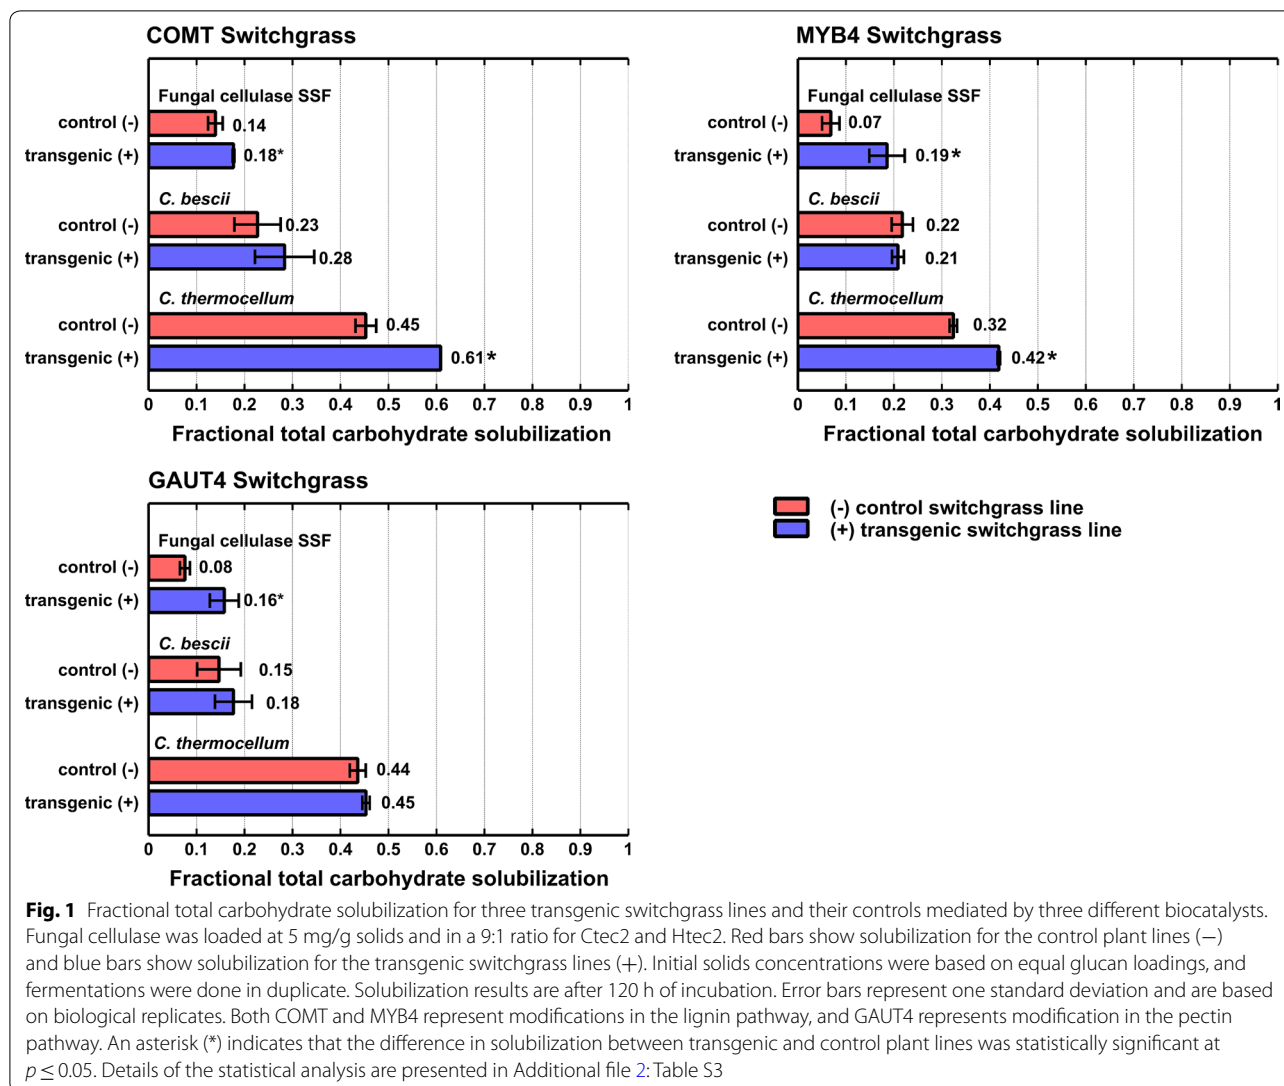 COMT Switchgrass
Fungal cellulase SSF
control (-)
0.14
transgenic (+)
0.18*
C. bescii
control (-)
0.23
transgenic (+)
0.28
C. thermocellum
control (-)
0.45
transgenic (+)
0.61*
0 0.1 0.2 0.3 0.4 0.5 0.6 0.7 0.8 0.9 1
Fractional total carbohydrate solubilization
MYB4 Switchgrass
Fungal cellulase SSF
control (-)
0.07
transgenic (+)
0.19*
C. bescii
control (-)
0.22
transgenic (+)
0.21
C. thermocellum
control (-)
0.32
transgenic (+)
0.42*
0 0.1 0.2 0.3 0.4 0.5 0.6 0.7 0.8 0.9 1
Fractional total carbohydrate solubilization
GAUT4 Switchgrass
Fungal cellulase SSF
control (-)
0.08
transgenic (+)
0.16*
C. bescii
control (-)
0.15
transgenic (+)
0.18
C. thermocellum
control (-)
0.44
transgenic (+)
0.45
0 0.1 0.2 0.3 0.4 0.5 0.6 0.7 0.8 0.9 1
Fractional total carbohydrate solubilization
(-) control switchgrass line
(+) transgenic switchgrass line
Fig. 1 Fractional total carbohydrate solubilization for three transgenic switchgrass lines and their controls mediated by three different biocatalysts.
Fungal cellulase was loaded at 5 mg/g solids and in a 9:1 ratio for Ctec2 and Htec2. Red bars show solubilization for the control plant lines (−)
and blue bars show solubilization for the transgenic switchgrass lines (+). Initial solids concentrations were based on equal glucan loadings, and
fermentations were done in duplicate. Solubilization results are after 120 h of incubation. Error bars represent one standard deviation and are based
on biological replicates. Both COMT and MYB4 represent modifications in the lignin pathway, and GAUT4 represents modification in the pectin
pathway. An asterisk (*) indicates that the difference in solubilization between transgenic and control plant lines was statistically significant at
p ≤ 0.05. Details of the statistical analysis are presented in Additional file 2: Table S3